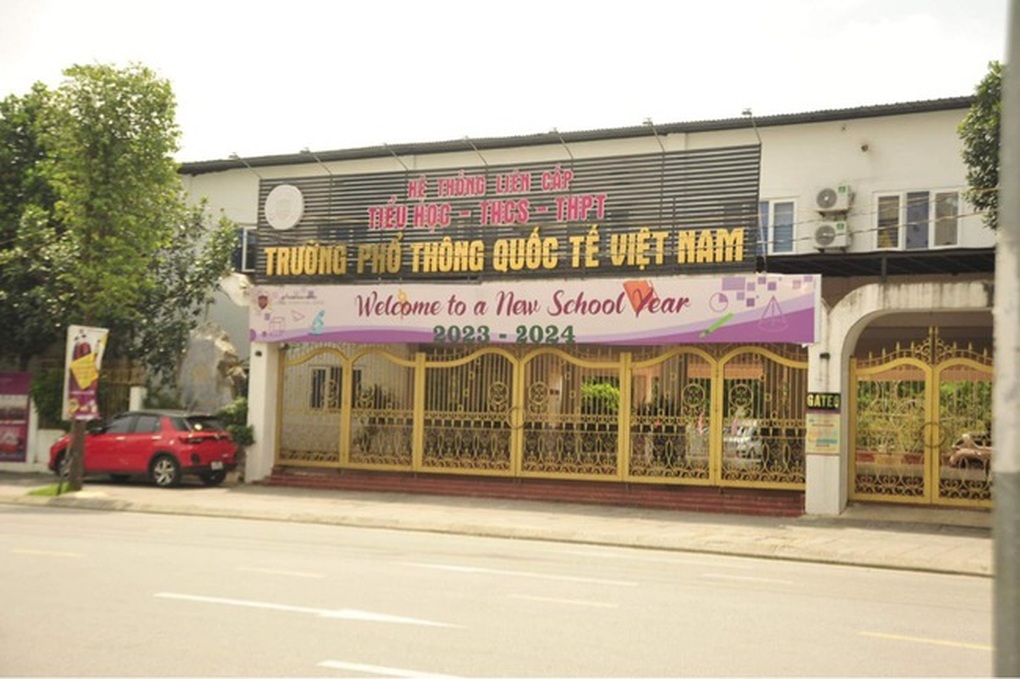 HỆ THỐNG LIÊN CẤP
TIỂU HỌC - THCS - THPT
TRƯỜNG PHỔ THÔNG QUỐC TẾ VIỆT NAM
Welcome to a New School Year
2023 - 2024